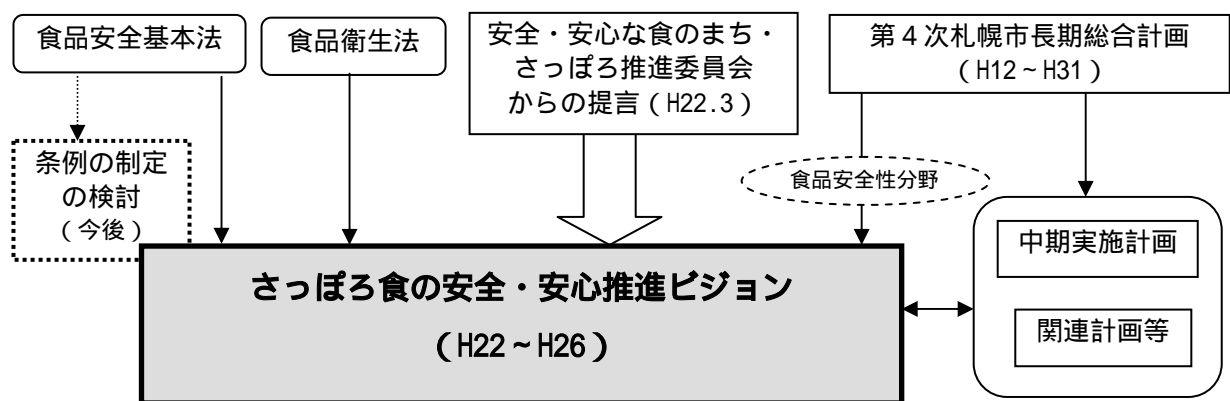 食品安全基本法
食品衛生法
安全・安心な食のまち・
さっぽろ推進委員会
からの提言（H22.3）
第４次札幌市長期総合計画
（H12～H31）
条例の制定
の検討
（今後）
食品安全性分野
さっぽろ食の安全・安心推進ビジョン
（H22～H26）
中期実施計画
関連計画等